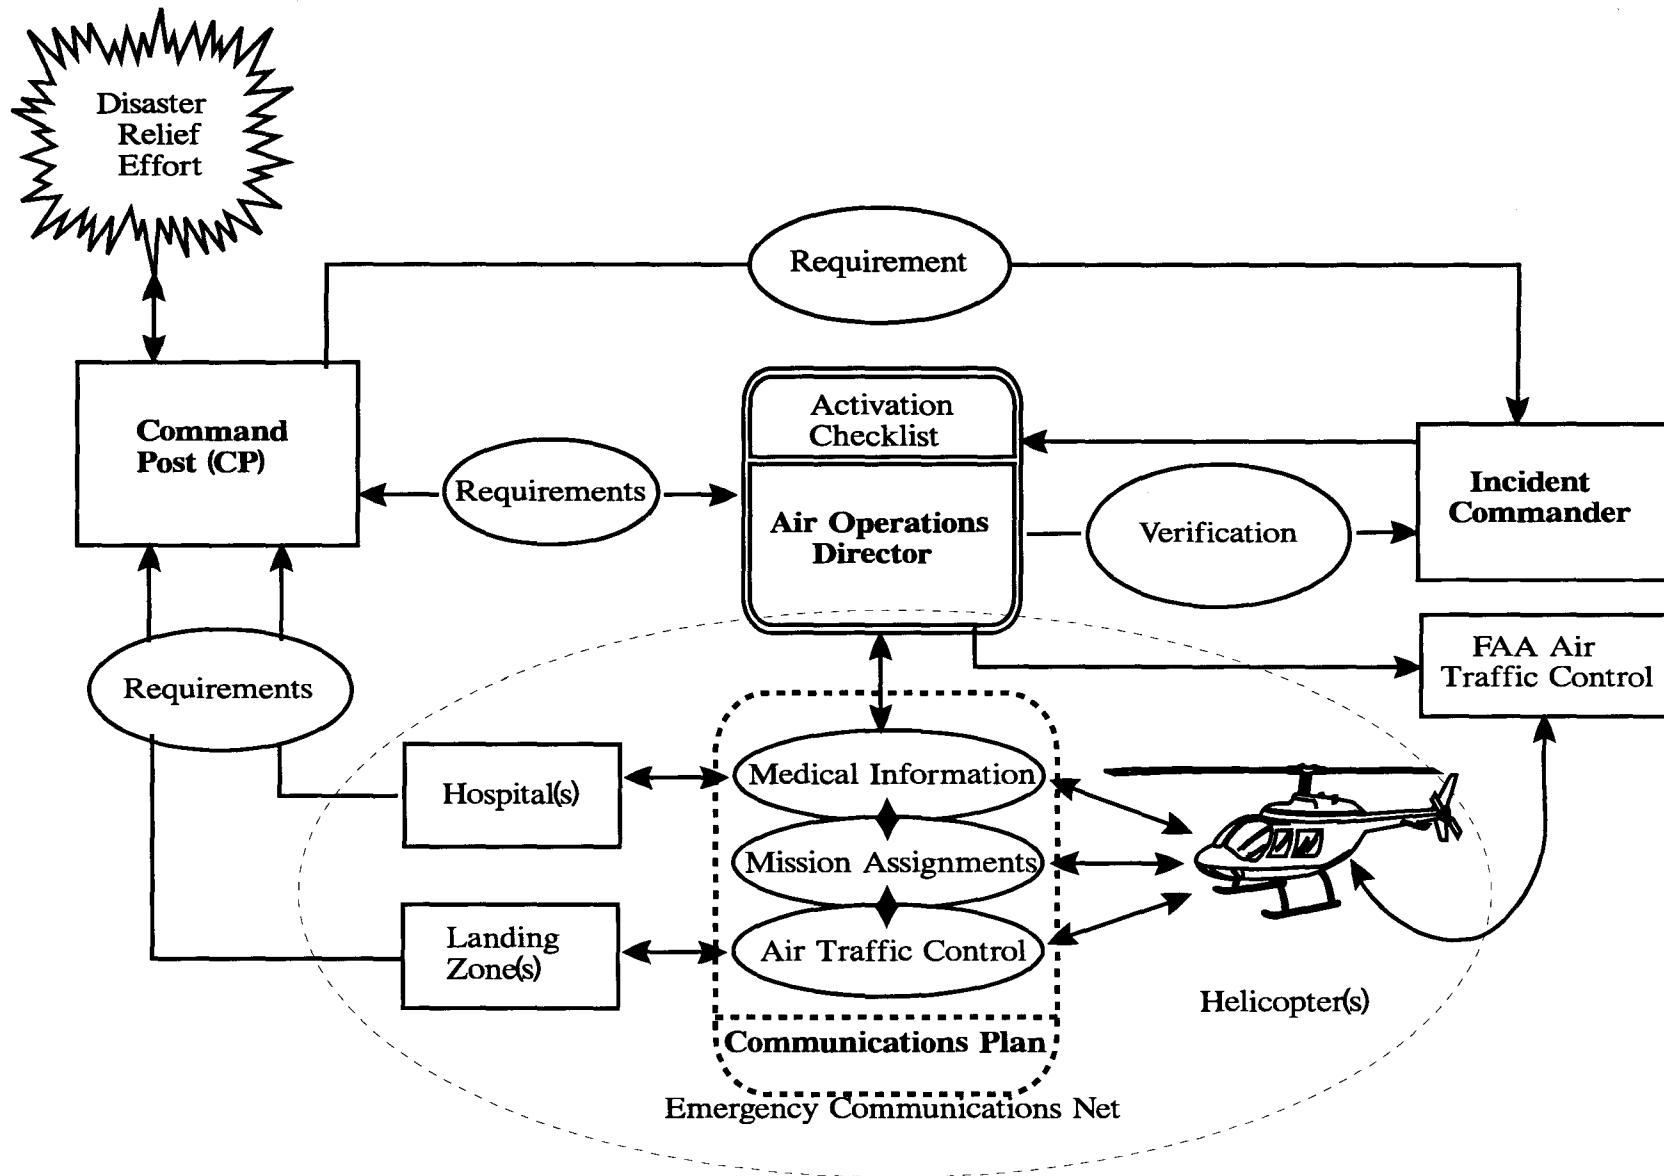 Disaster
Relief
Effort
Requirement
Command
Post (CP)
Requirements
Activation
Checklist
Air Operations
Director
Verification
Incident
Commander
FAA Air
Traffic Control
Requirements
Hospital(s)
Landing
Zone(s)
Medical Information
Mission Assignments
Air Traffic Control
Communications Plan
Helicopter(s)
Emergency Communications Net